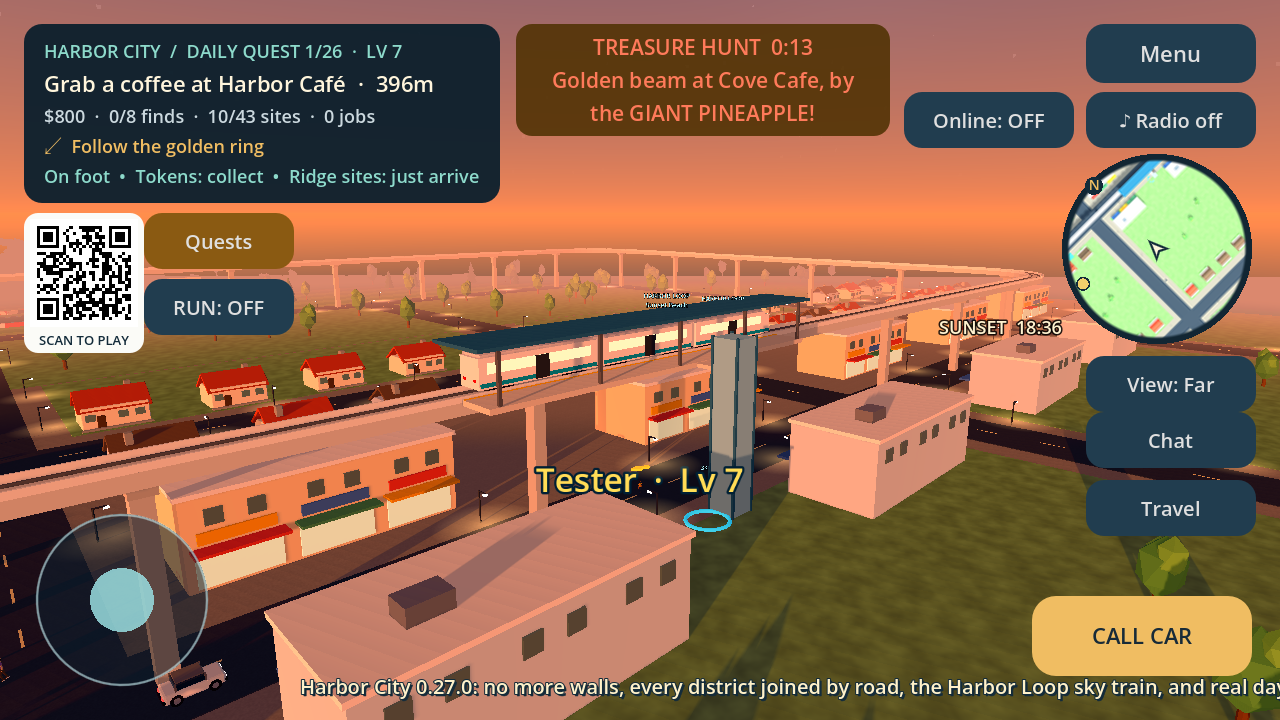 HARBOR CITY / DAILY QUEST 1/26 · LV 7
Grab a coffee at Harbor Café · 396m
$800 · 0/8 finds · 10/43 sites · 0 jobs
↙ Follow the golden ring
On foot • Tokens: collect • Ridge sites: just arrive
TREASURE HUNT 0:13
Golden beam at Cove Cafe, by
the GIANT PINEAPPLE!
Menu
Online: OFF
♪ Radio off
N
Quests
RUN: OFF
SCAN TO PLAY
SUNSET 18:36
View: Far
Chat
Travel
Tester · Lv 7
CALL CAR
Harbor City 0.27.0: no more walls, every district joined by road, the Harbor Loop sky train, and real day